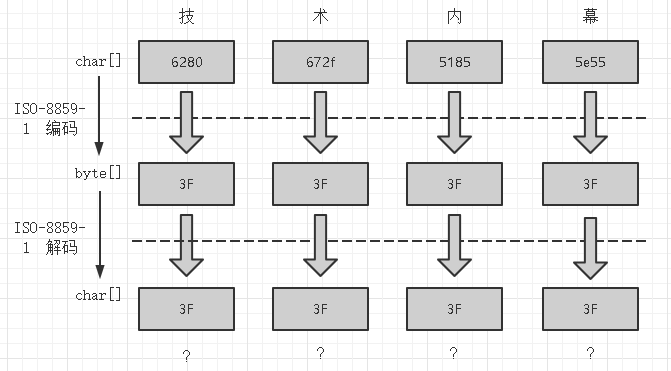 技 术 内 幕
char[] 6280 672f 5185 5e55
ISO-8859-
1 编码
byte[] 3F 3F 3F 3F
ISO-8859-
1 解码
char[] 3F 3F 3F 3F
? ? ? ?